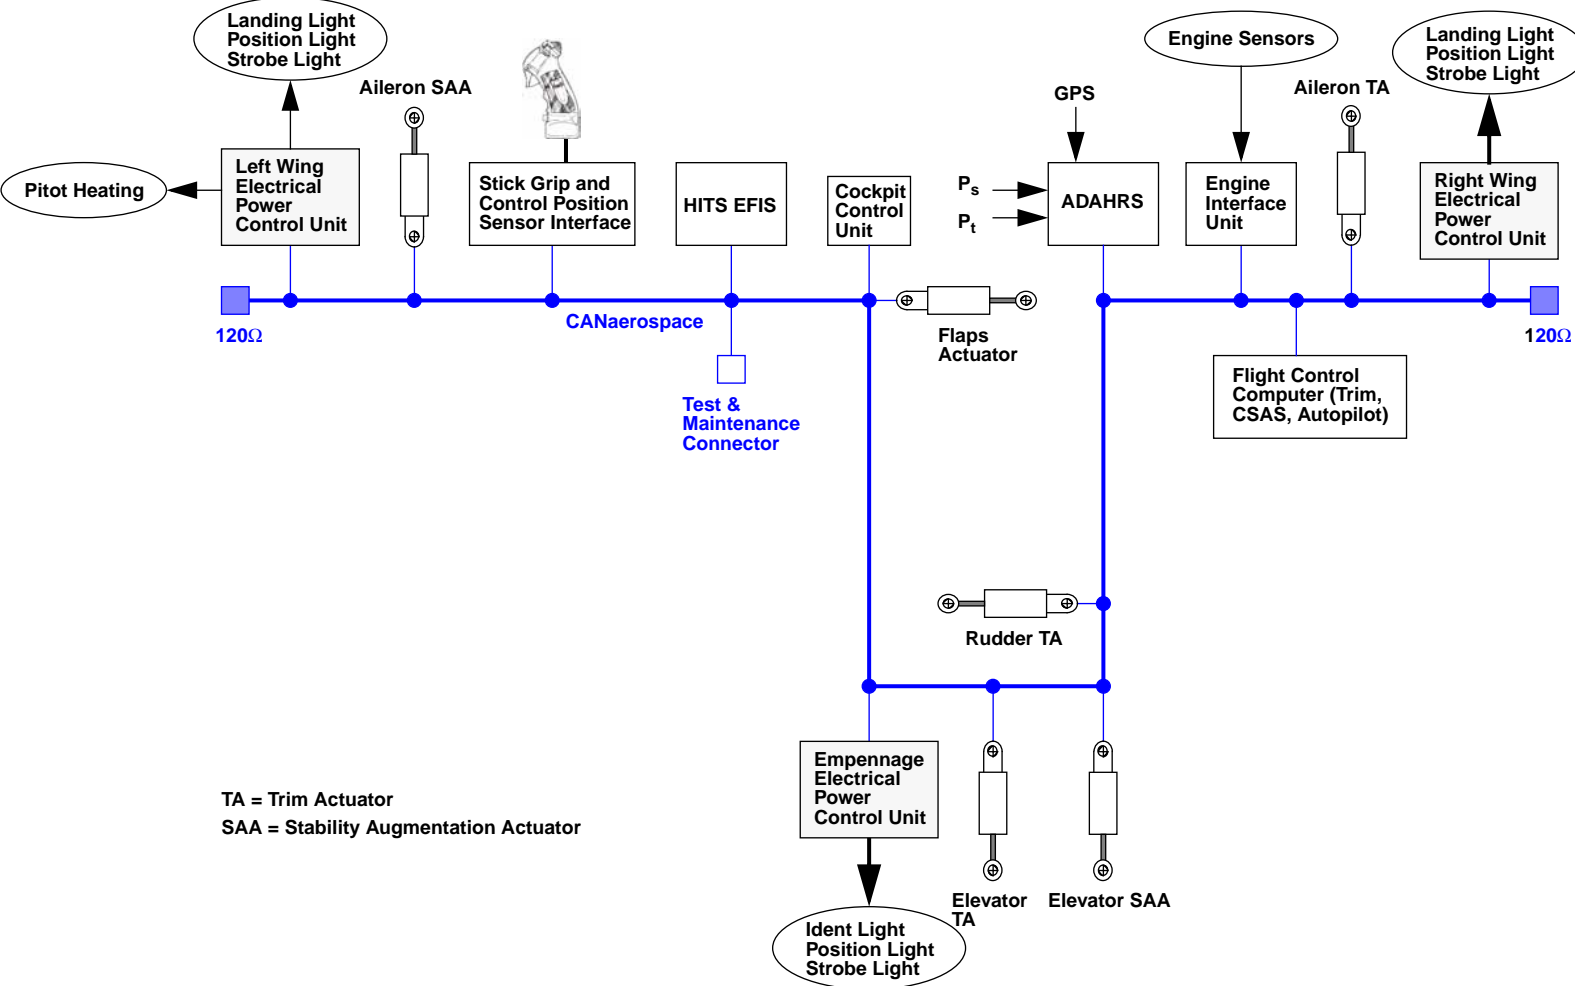 Landing Light
Position Light
Strobe Light
Aileron SAA
Engine Sensors
Landing Light
Position Light
Strobe Light
GPS
Aileron TA
Pitot Heating
Left Wing
Electrical
Power
Control Unit
Stick Grip and
Control Position
Sensor Interface
HITS EFIS
Cockpit
Control
Unit
Ps
Pt
ADAHRS
Engine
Interface
Unit
Right Wing
Electrical
Power
Control Unit
120Ω
CANaerospace
Flaps
Actuator
120Ω
Test &
Maintenance
Connector
Flight Control
Computer (Trim,
CSAS, Autopilot)
Rudder TA
Empennage
Electrical
Power
Control Unit
TA = Trim Actuator
SAA = Stability Augmentation Actuator
Elevator
TA
Elevator SAA
Ident Light
Position Light
Strobe Light